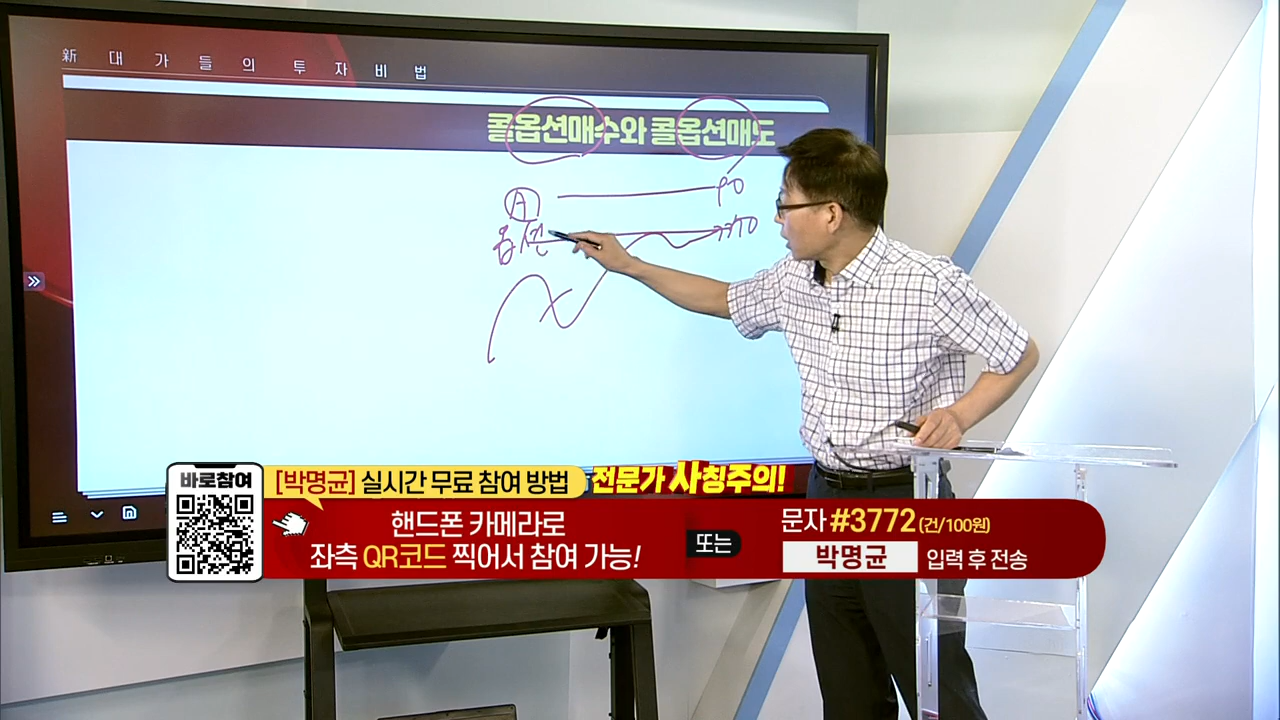 新대가들의투자비법
콜옵션매수와 콜옵션매도
A
90
옵션
바로참여
[박명균] 실시간 무료 참여 방법
전문가 사칭주의!
핸드폰 카메라로
좌측 QR코드 찍어서 참여 가능!
또는
문자 #3772 (건/100원)
박명균 입력 후 전송